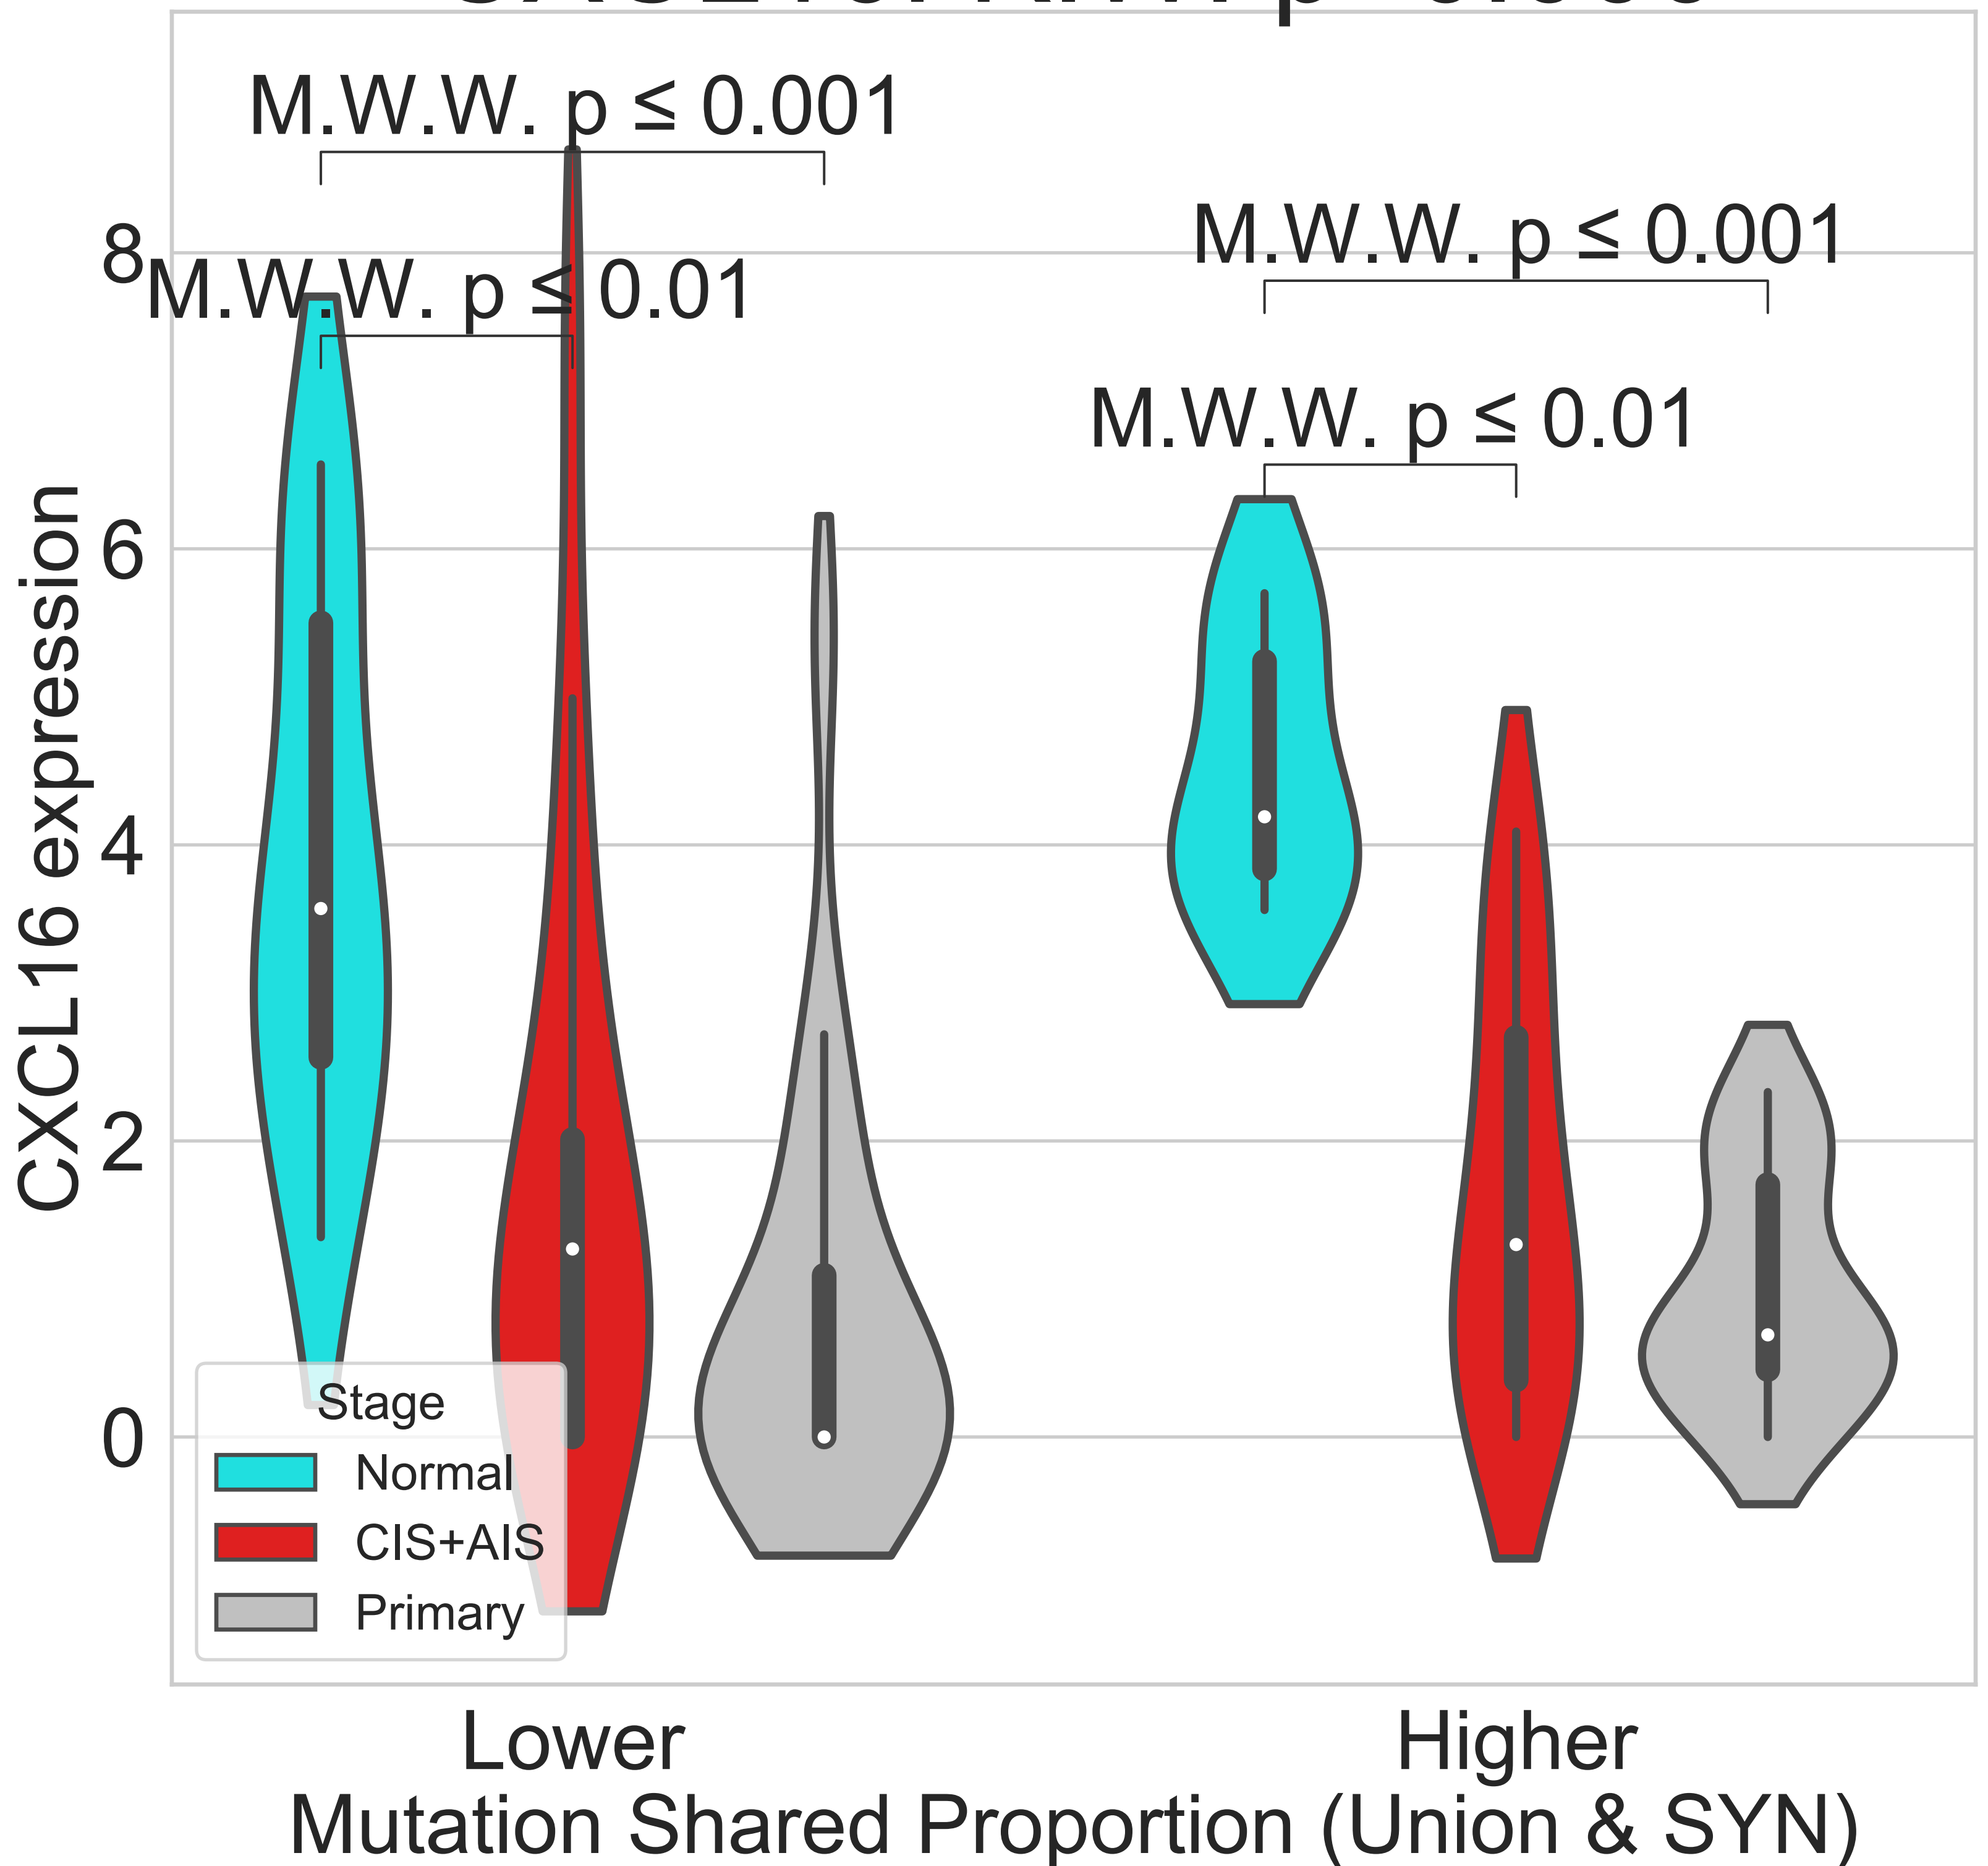 M.W.W. p ≤ 0.001
M.W.W. p ≤ 0.001
M.W.W. p ≤ 0.01
M.W.W. p ≤ 0.01
8
6
4
2
0
CXCL16 expression
Stage
Normal
CIS+AIS
Primary
Lower
Higher
Mutation Shared Proportion (Union & SYN)